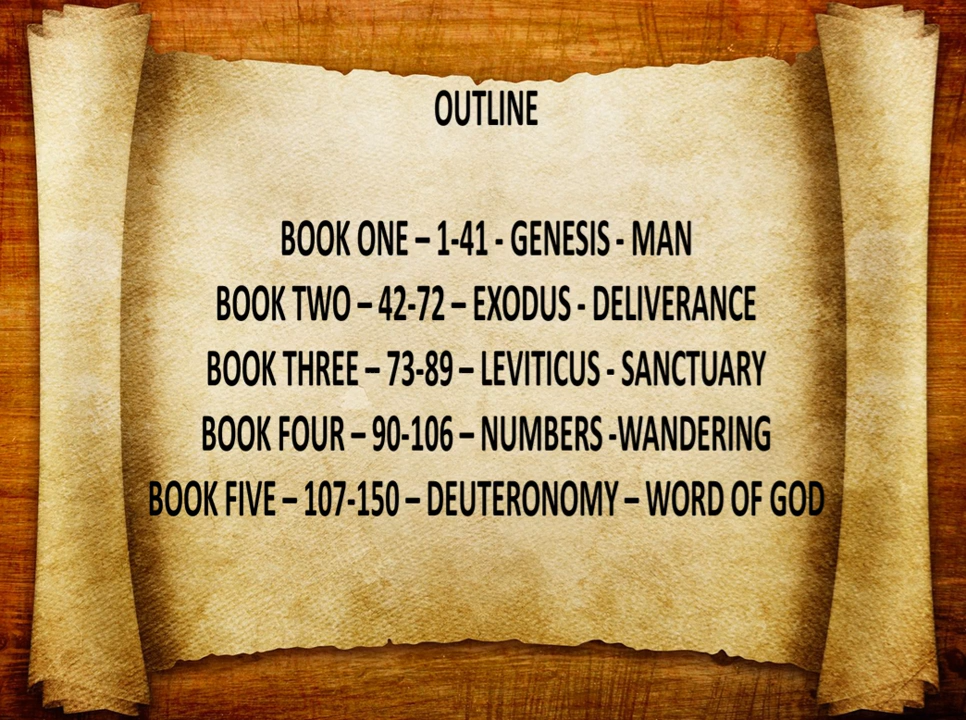 OUTLINE
BOOK ONE – 1-41 - GENESIS - MAN
BOOK TWO – 42-72 – EXODUS - DELIVERANCE
BOOK THREE – 73-89 – LEVITICUS - SANCTUARY
BOOK FOUR – 90-106 – NUMBERS -WANDERING
BOOK FIVE – 107-150 – DEUTERONOMY – WORD OF GOD